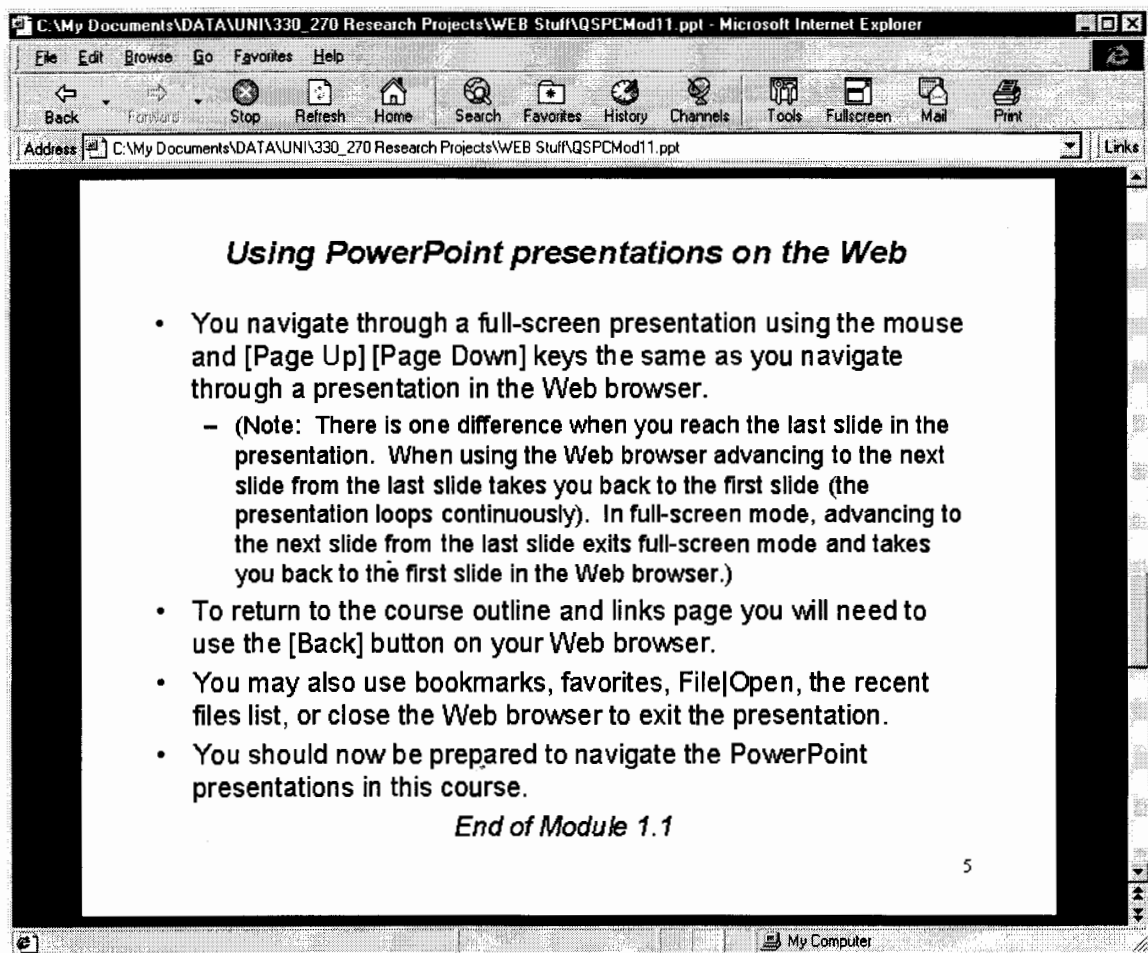 C:\My Documents\DATA\UNI\330_270 Research Projects\WEB Stuff\QSPCMod11.ppt - Microsoft Internet Explorer
File Edit Browse Go Favorites Help
Back Forward Stop Refresh Home Search Favorites History Channels Tools Fullscreen Mail Print
Address C:\My Documents\DATA\UNI\330_270 Research Projects\WEB Stuff\QSPCMod11.ppt Links
Using PowerPoint presentations on the Web
• You navigate through a full-screen presentation using the mouse
and [Page Up] [Page Down] keys the same as you navigate
through a presentation in the Web browser.
– (Note: There is one difference when you reach the last slide in the
presentation. When using the Web browser advancing to the next
slide from the last slide takes you back to the first slide (the
presentation loops continuously). In full-screen mode, advancing to
the next slide from the last slide exits full-screen mode and takes
you back to the first slide in the Web browser.)
• To return to the course outline and links page you will need to
use the [Back] button on your Web browser.
• You may also use bookmarks, favorites, File|Open, the recent
files list, or close the Web browser to exit the presentation.
• You should now be prepared to navigate the PowerPoint
presentations in this course.
End of Module 1.1
5
My Computer